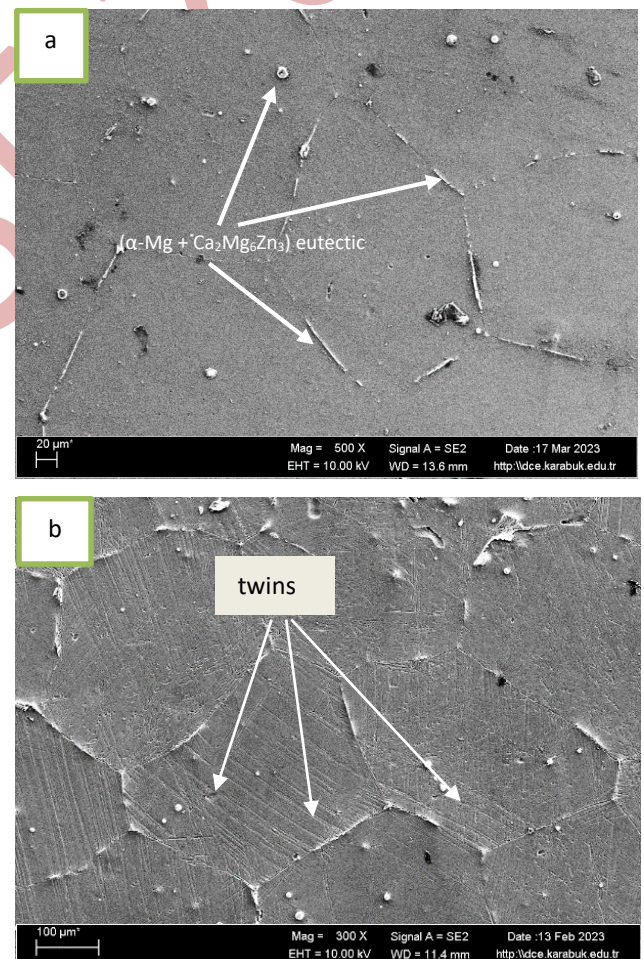 a
(α-Mg + Ca₂Mg₆Zn₃) eutectic
20 µm*
Mag = 500 X Signal A = SE2 Date :17 Mar 2023
EHT = 10.00 kV WD = 13.6 mm http:\\dce.karabuk.edu.tr
b
twins
100 µm*
Mag = 300 X Signal A = SE2 Date :13 Feb 2023
EHT = 10.00 kV WD = 11.4 mm http:\\dce.karabuk.edu.tr